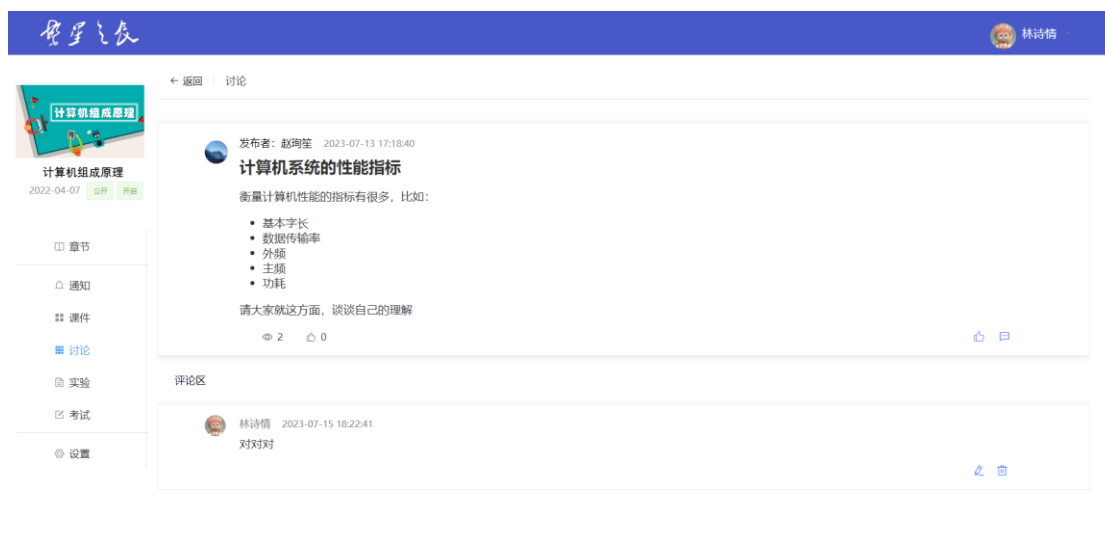 繁星之辰
林诗情
← 返回 讨论
计算机组成原理
计算机组成原理
2022-04-07 公开 开启
章节
通知
课件
讨论
实验
考试
设置
发布者：赵珣笙 2023-07-13 17:18:40
计算机系统的性能指标
衡量计算机性能的指标有很多，比如：
• 基本字长
• 数据传输率
• 外频
• 主频
• 功耗
请大家就这方面，谈谈自己的理解
2 0
评论区
林诗情 2023-07-15 18:22:41
对对对